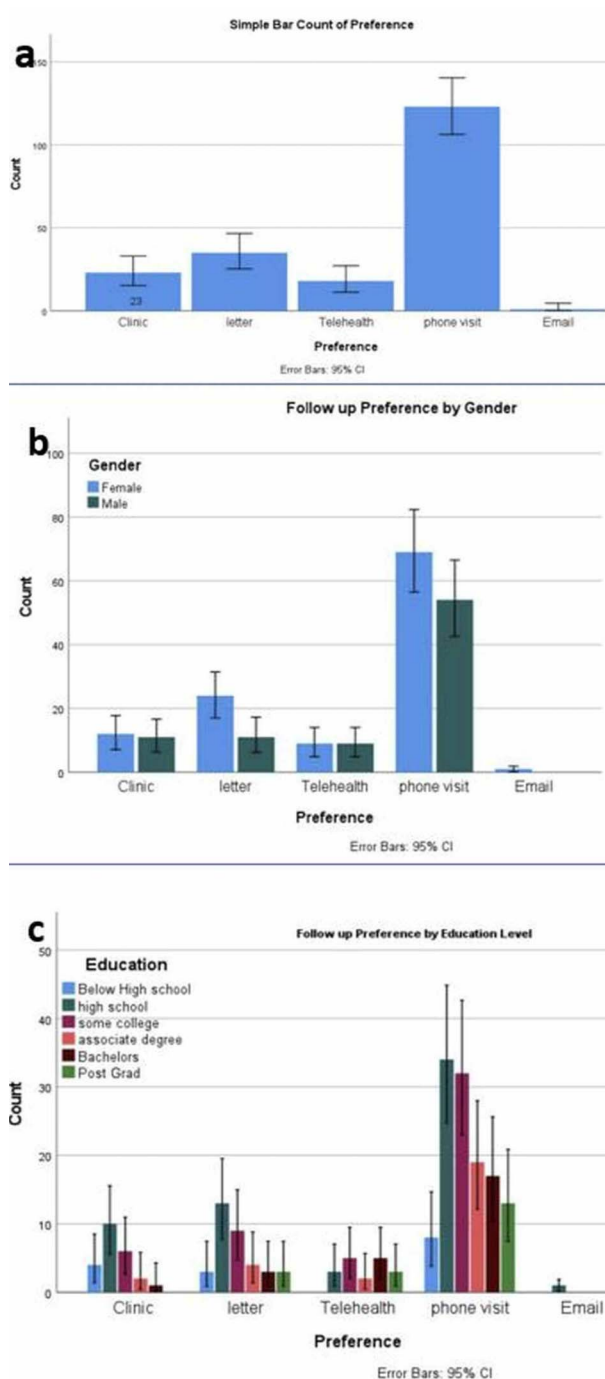 Simple Bar Count of Preference
a
150
100
50
0
Count
23
Clinic letter Telehealth phone visit Email
Preference
Error Bars: 95% CI
Follow up Preference by Gender
b
Gender
Female
Male
100
80
60
40
20
0
Count
Clinic letter Telehealth phone visit Email
Preference
Error Bars: 95% CI
c
Follow up Preference by Education Level
Education
Below High school
high school
some college
associate degree
Bachelors
Post Grad
50
40
30
20
10
0
Count
Clinic letter Telehealth phone visit Email
Preference
Error Bars: 95% CI